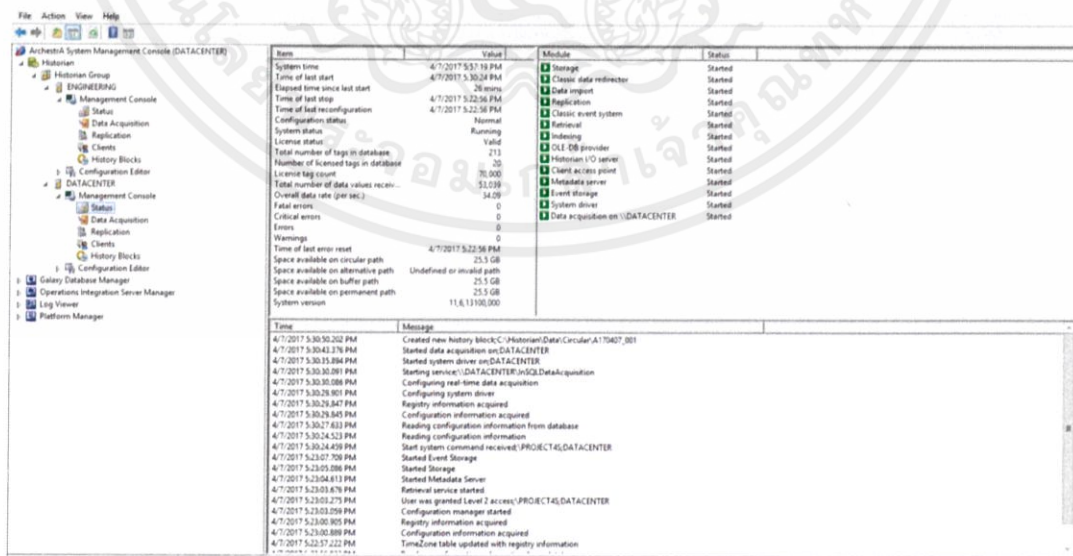 File Action View Help
ArchestrA System Management Console (DATACENTER)
Historian
Historian Group
ENGINEERING
Management Console
Status
Data Acquisition
Replication
Clients
History Blocks
Configuration Editor
DATACENTER
Management Console
Status
Data Acquisition
Replication
Clients
History Blocks
Configuration Editor
Galaxy Database Manager
Operations Integration Server Manager
Log Viewer
Platform Manager
Item Value
System time 4/7/2017 5:57:19 PM
Time of last start 4/7/2017 5:30:24 PM
Elapsed time since last start 26 mins
Time of last stop 4/7/2017 5:22:56 PM
Time of last reconfiguration 4/7/2017 5:22:56 PM
Configuration status Normal
System status Running
License status Valid
Total number of tags in database 213
Number of licensed tags in database 20
License tag count 70,000
Total number of data values receiv... 53,039
Overall data rate (per sec.) 34.09
Fatal errors 0
Critical errors 0
Errors 0
Warnings 0
Time of last error reset 4/7/2017 5:22:56 PM
Space available on circular path 25.5 GB
Space available on alternative path Undefined or invalid path
Space available on buffer path 25.5 GB
Space available on permanent path 25.5 GB
System version 11,6,13100,000
Module Status
Storage Started
Classic data redirector Started
Data import Started
Replication Started
Classic event system Started
Retrieval Started
Indexing Started
OLE-DB provider Started
Historian I/O server Started
Client access point Started
Metadata server Started
Event storage Started
System driver Started
Data acquisition on \\DATACENTER Started
Time Message
4/7/2017 5:30:50.202 PM Created new history block;C:\Historian\Data\Circular\A170407_001
4/7/2017 5:30:43.376 PM Started data acquisition on;DATACENTER
4/7/2017 5:30:35.894 PM Started system driver on;DATACENTER
4/7/2017 5:30:30.091 PM Starting service;\\DATACENTER\InSQLDataAcquisition
4/7/2017 5:30:30.086 PM Configuring real-time data acquisition
4/7/2017 5:30:29.901 PM Configuring system driver
4/7/2017 5:30:29.847 PM Registry information acquired
4/7/2017 5:30:29.845 PM Configuration information acquired
4/7/2017 5:30:27.633 PM Reading configuration information from database
4/7/2017 5:30:24.523 PM Reading configuration information
4/7/2017 5:30:24.459 PM Start system command received;\PROJECT4S;DATACENTER
4/7/2017 5:23:07.709 PM Started Event Storage
4/7/2017 5:23:05.086 PM Started Storage
4/7/2017 5:23:04.613 PM Started Metadata Server
4/7/2017 5:23:03.676 PM Retrieval service started
4/7/2017 5:23:03.275 PM User was granted Level 2 access;\PROJECT4S;DATACENTER
4/7/2017 5:23:03.059 PM Configuration manager started
4/7/2017 5:23:00.905 PM Registry information acquired
4/7/2017 5:23:00.889 PM Configuration information acquired
4/7/2017 5:22:57.222 PM TimeZone table updated with registry information